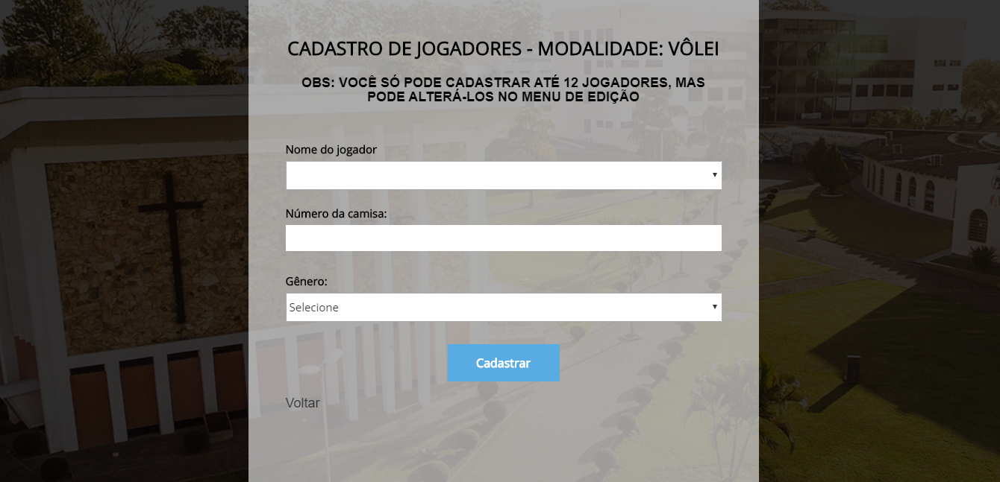 CADASTRO DE JOGADORES - MODALIDADE: VÔLEI
OBS: VOCÊ SÓ PODE CADASTRAR ATÉ 12 JOGADORES, MAS
PODE ALTERÁ-LOS NO MENU DE EDIÇÃO
Nome do jogador
Número da camisa:
Gênero:
Selecione
Cadastrar
Voltar